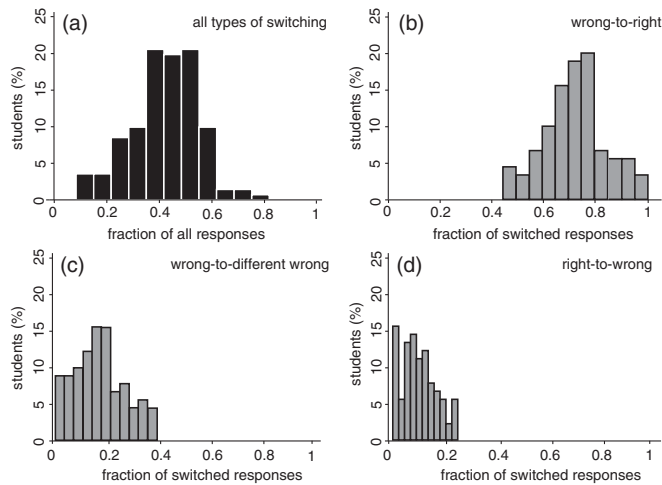 (a) all types of switching
students (%)
25
20
15
10
5
0
0 0.2 0.4 0.6 0.8 1
fraction of all responses
(b) wrong-to-right
students (%)
25
20
15
10
5
0
0 0.2 0.4 0.6 0.8 1
fraction of switched responses
(c) wrong-to-different wrong
students (%)
25
20
15
10
5
0
0 0.2 0.4 0.6 0.8 1
fraction of switched responses
(d) right-to-wrong
students (%)
25
20
15
10
5
0
0 0.2 0.4 0.6 0.8 1
fraction of switched responses